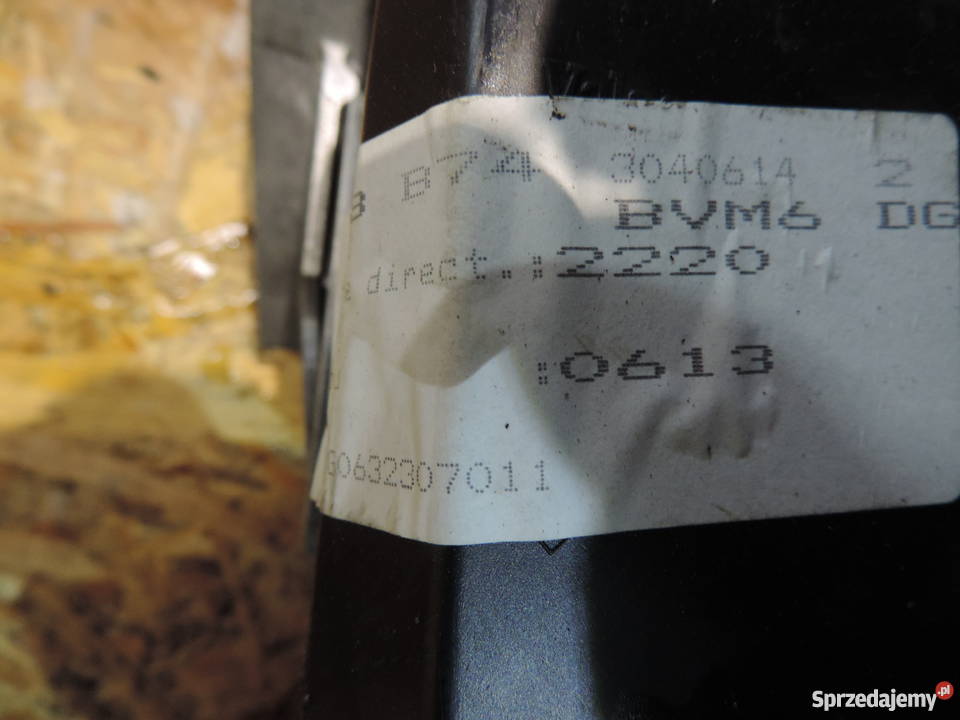 B B74 3040614 2
BVM6 DG
e direct.:2220
:0613
G0632307011
Sprzedajemy.pl